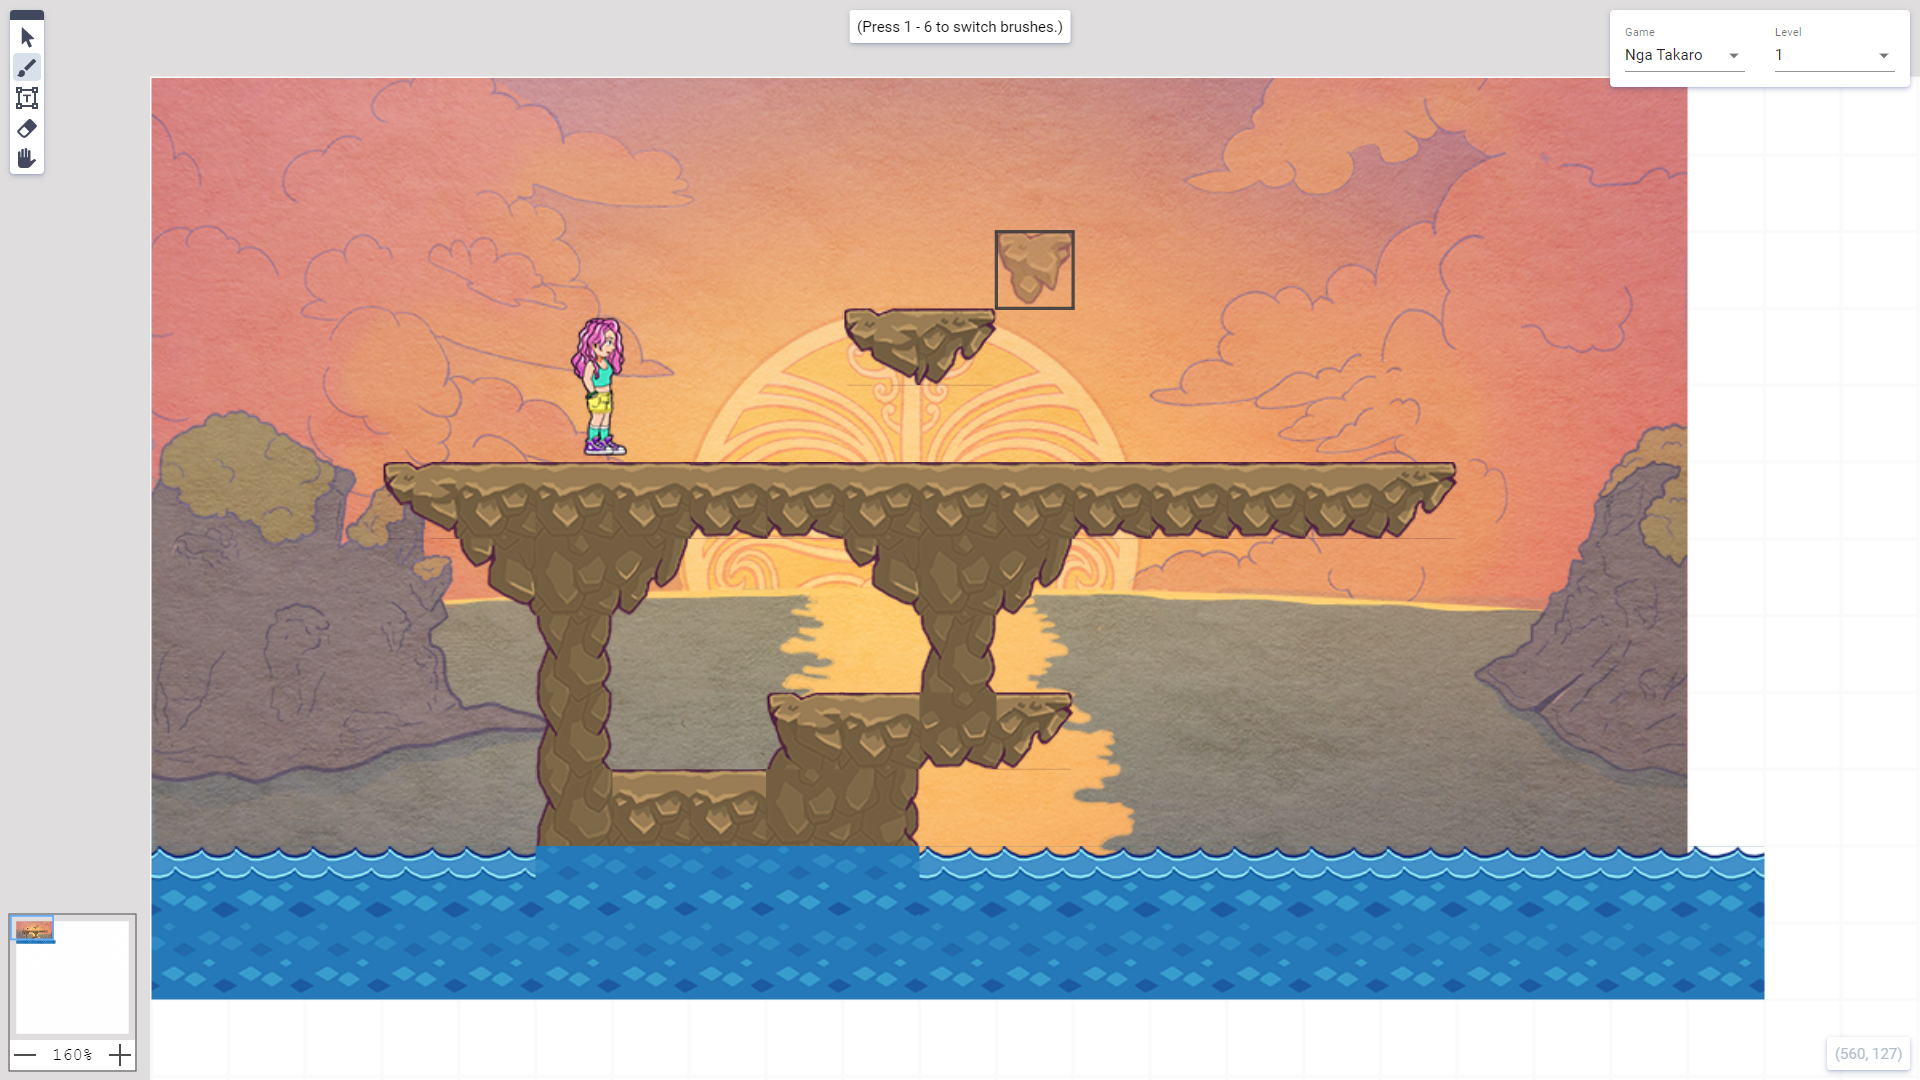 (Press 1 - 6 to switch brushes.)
Game
Nga Takaro
Level
1
T
160%
(560, 127)